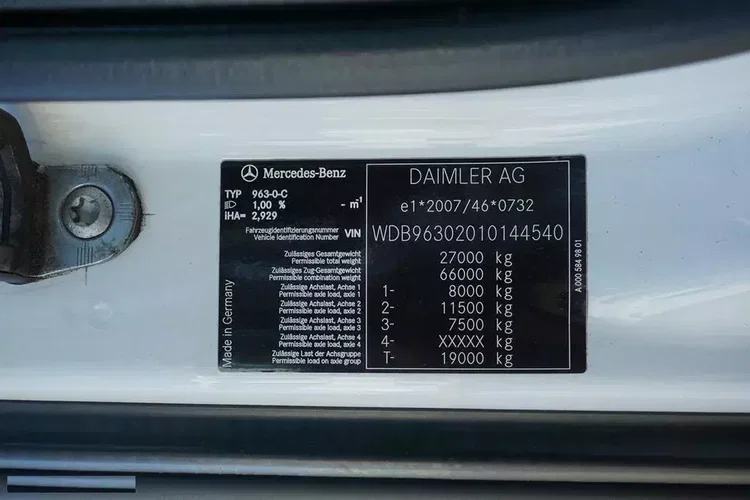 Mercedes-Benz
TYP 963-0-C
1,00 % - m⁻¹
iHA= 2,929
DAIMLER AG
e1*2007/46*0732
Fahrzeugidentifizierungsnummer
Vehicle Identification Number VIN WDB96302010144540
Zulässiges Gesamtgewicht
Permissible total weight 27000 kg
Zulässiges Zug-Gesamtgewicht
Permissible combination weight 66000 kg
Zulässige Achslast, Achse 1
Permissible axle load, axle 1 1- 8000 kg
Zulässige Achslast, Achse 2
Permissible axle load, axle 2 2- 11500 kg
Zulässige Achslast, Achse 3
Permissible axle load, axle 3 3- 7500 kg
Zulässige Achslast, Achse 4
Permissible axle load, axle 4 4- XXXXX kg
Zulässige Last der Achsgruppe
Permissible load on axle group T- 19000 kg
Made in Germany
A 000 584 98 01